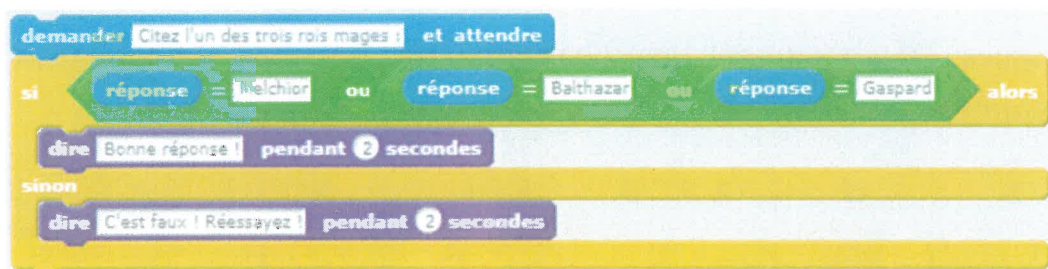 demander Citez l'un des trois rois mages : et attendre
si réponse = Melchior ou réponse = Balthazar ou réponse = Gaspard alors
dire Bonne réponse ! pendant 2 secondes
sinon
dire C'est faux ! Réessayez ! pendant 2 secondes